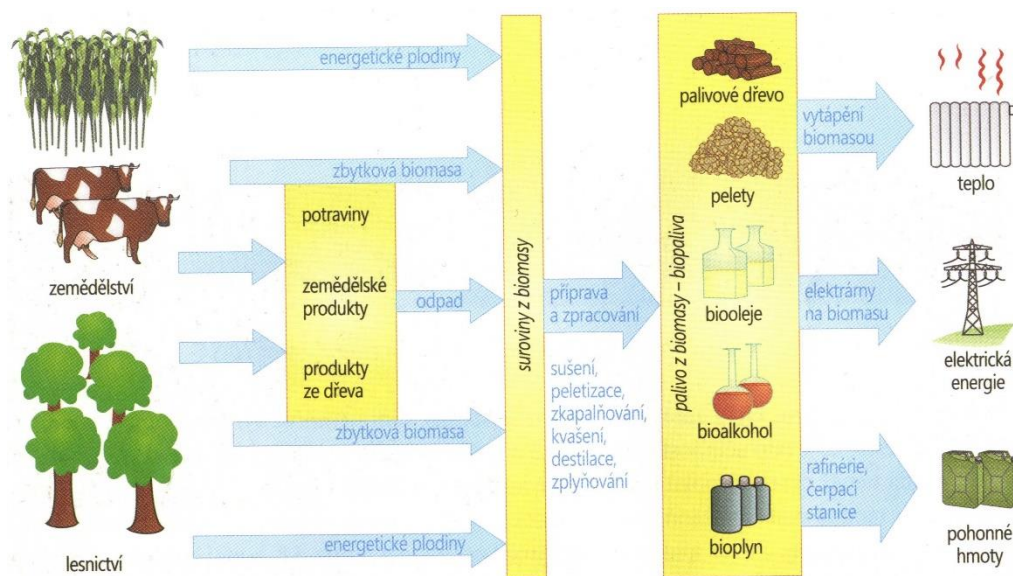 energetické plodiny
zbytková biomasa
zemědělství
potraviny
zemědělské
produkty
produkty
ze dřeva
odpad
zbytková biomasa
energetické plodiny
lesnictví
suroviny z biomasy
příprava
a zpracování
sušení,
peletizace,
zkapalňování,
kvašení,
destilace,
zplyňování
palivo z biomasy – biopaliva
palivové dřevo
pelety
biooleje
bioalkohol
bioplyn
vytápění
biomasou
teplo
elektrárny
na biomasu
elektrická
energie
rafinérie,
čerpací
stanice
pohonné
hmoty